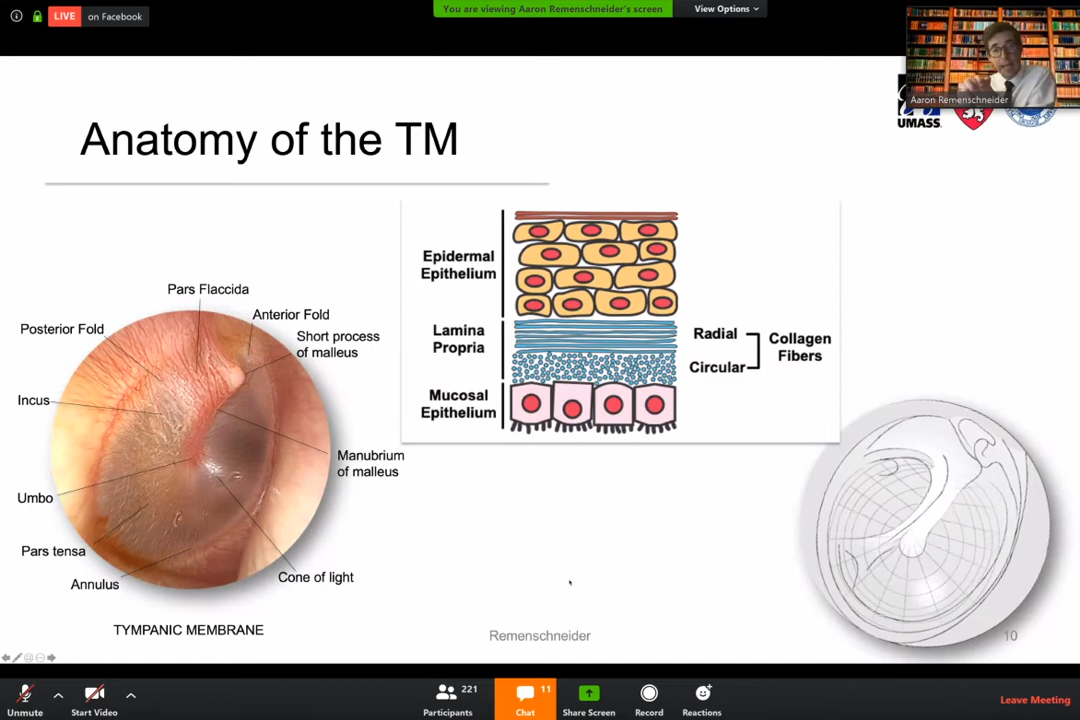 LIVE on Facebook
You are viewing Aaron Remenschneider's screen
View Options
Aaron Remenschneider
UMASS
Anatomy of the TM
Pars Flaccida
Anterior Fold
Posterior Fold
Short process
of malleus
Incus
Manubrium
of malleus
Umbo
Pars tensa
Annulus
Cone of light
TYMPANIC MEMBRANE
Epidermal
Epithelium
Lamina
Propria
Mucosal
Epithelium
Radial
Circular
Collagen
Fibers
Remenschneider
10
Unmute
Start Video
221
Participants
11
Chat
Share Screen
Record
Reactions
Leave Meeting